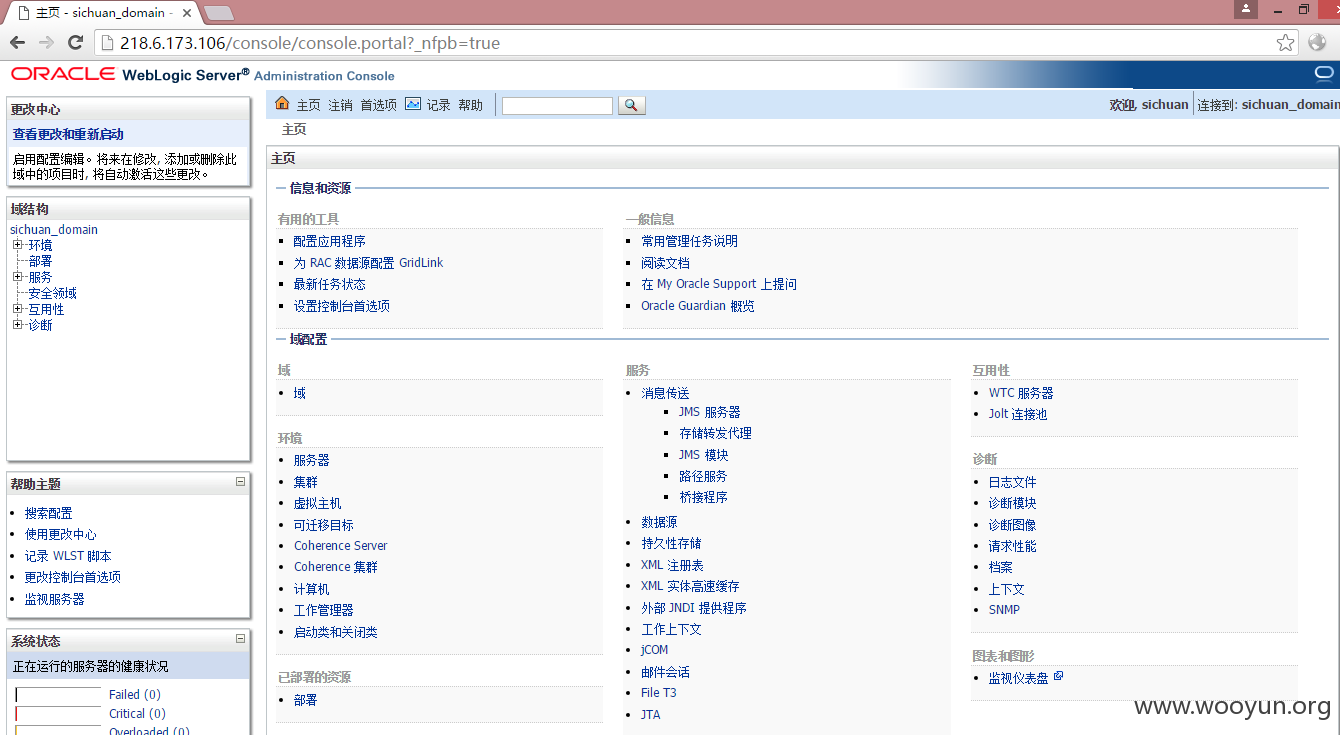 主页 - sichuan_domain -
218.6.173.106/console/console.portal?_nfpb=true
ORACLE WebLogic Server® Administration Console
更改中心
查看更改和重新启动
启用配置编辑。将来在修改, 添加或删除此
域中的项目时, 将自动激活这些更改。
域结构
sichuan_domain
环境
部署
服务
安全领域
互用性
诊断
帮助主题
搜索配置
使用更改中心
记录 WLST 脚本
更改控制台首选项
监视服务器
系统状态
正在运行的服务器的健康状况
Failed (0)
Critical (0)
Overloaded (0)
主页 注销 首选项 记录 帮助
欢迎, sichuan 连接到: sichuan_domain
主页
主页
信息和资源
有用的工具
配置应用程序
为 RAC 数据源配置 GridLink
最新任务状态
设置控制台首选项
一般信息
常用管理任务说明
阅读文档
在 My Oracle Support 上提问
Oracle Guardian 概览
域配置
域
域
环境
服务器
集群
虚拟主机
可迁移目标
Coherence Server
Coherence 集群
计算机
工作管理器
启动类和关闭类
已部署的资源
部署
服务
消息传送
JMS 服务器
存储转发代理
JMS 模块
路径服务
桥接程序
数据源
持久性存储
XML 注册表
XML 实体高速缓存
外部 JNDI 提供程序
工作上下文
jCOM
邮件会话
File T3
JTA
互用性
WTC 服务器
Jolt 连接池
诊断
日志文件
诊断模块
诊断图像
请求性能
档案
上下文
SNMP
图表和图形
监视仪表盘
www.wooyun.org